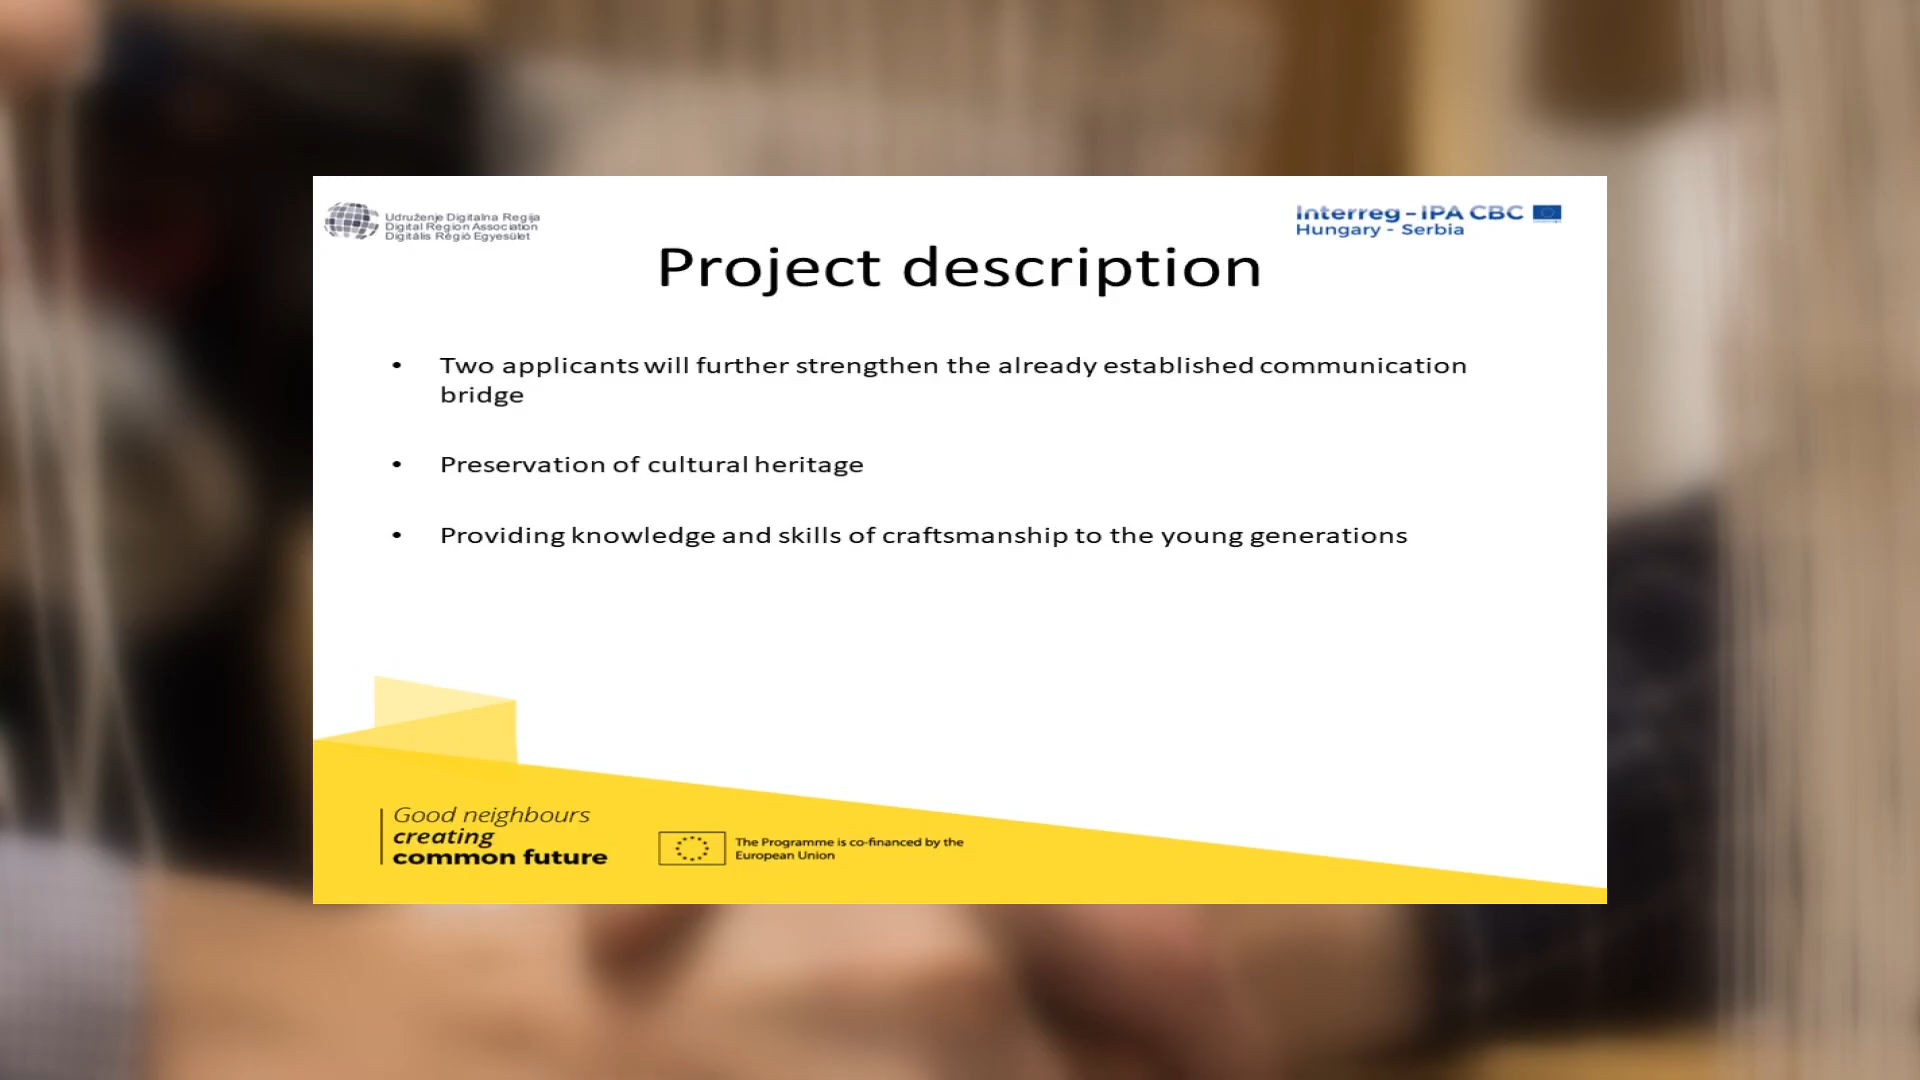 Udruženje Digitalna Regija
Digital Region Association
Digitális Régió Egyesület
Interreg - IPA CBC
Hungary - Serbia
Project description
• Two applicants will further strengthen the already established communication
bridge
• Preservation of cultural heritage
• Providing knowledge and skills of craftsmanship to the young generations
Good neighbours
creating
common future
The Programme is co-financed by the
European Union